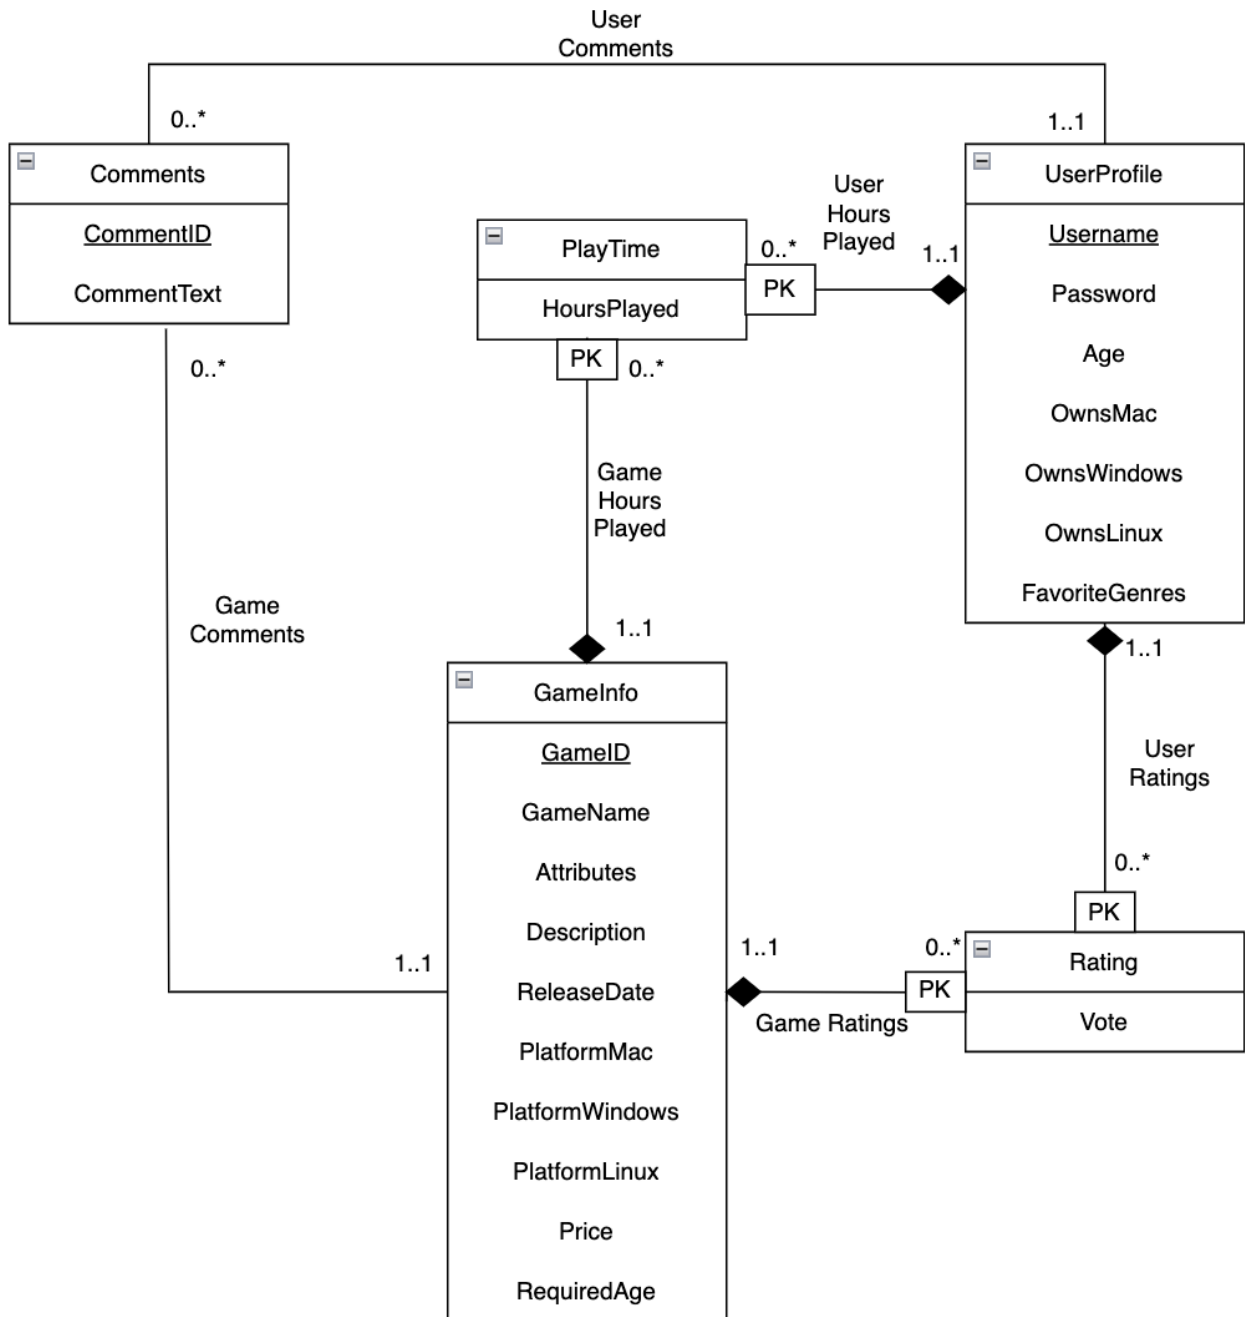 User
Comments
0..*
1..1
Comments
CommentID
CommentText
0..*
UserProfile
Username
Password
Age
OwnsMac
OwnsWindows
OwnsLinux
FavoriteGenres
User
Hours
Played
0..*
1..1
PK
PlayTime
HoursPlayed
PK
0..*
Game
Hours
Played
1..1
Game
Comments
1..1
GameInfo
GameID
GameName
Attributes
Description
ReleaseDate
PlatformMac
PlatformWindows
PlatformLinux
Price
RequiredAge
1..1
User
Ratings
0..*
PK
1..1
0..*
PK
Game Ratings
Rating
Vote